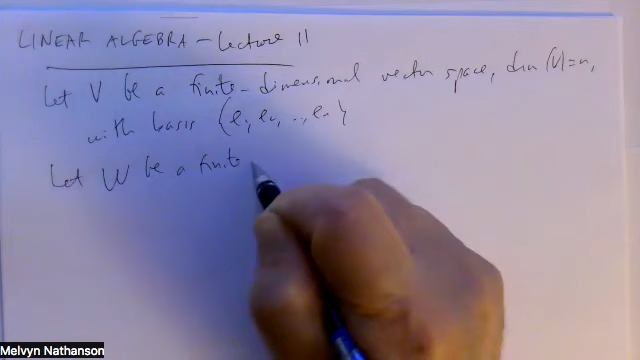 LINEAR ALGEBRA - Lecture 11
Let V be a finite-dimensional vector space, dim(V)=n,
with basis {e₁, e₂, ..., eₙ}
Let W be a finite
Melvyn Nathanson